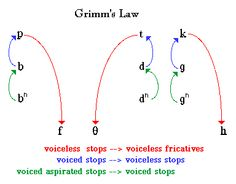 Grimm's Law
p t k
b d g
bʰ dʰ gʰ
f θ h
voiceless stops --> voiceless fricatives
voiced stops --> voiceless stops
voiced aspirated stops --> voiced stops